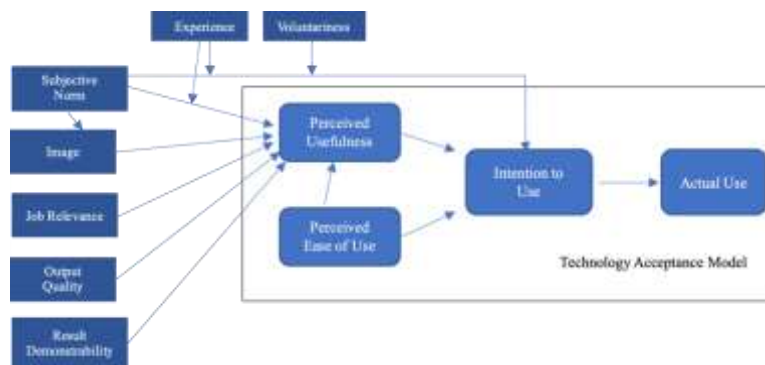 Experience
Voluntariness
Subjective
Norm
Perceived
Usefulness
Image
Intention to
Use
Actual Use
Job Relevance
Perceived
Ease of Use
Output
Quality
Technology Acceptance Model
Result
Demonstrability